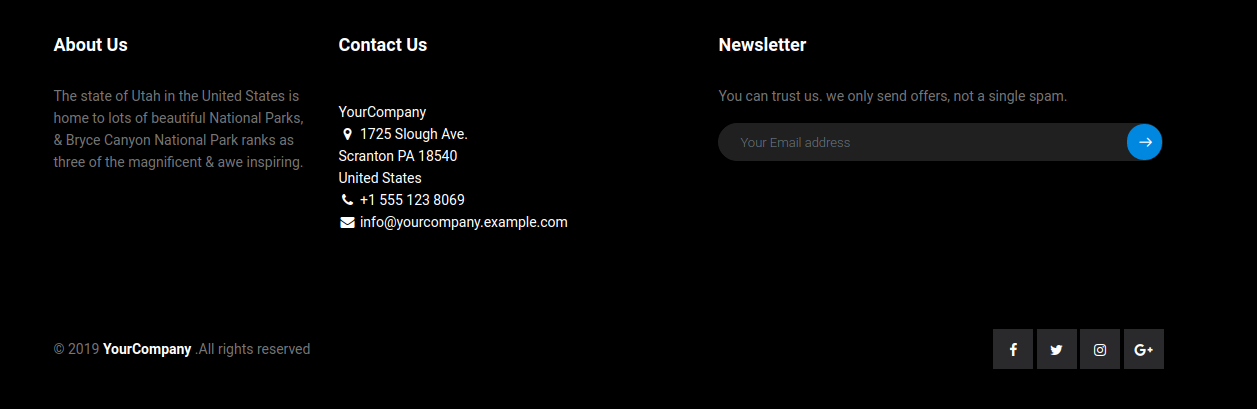 About Us
The state of Utah in the United States is
home to lots of beautiful National Parks,
& Bryce Canyon National Park ranks as
three of the magnificent & awe inspiring.
Contact Us
YourCompany
1725 Slough Ave.
Scranton PA 18540
United States
+1 555 123 8069
info@yourcompany.example.com
Newsletter
You can trust us. we only send offers, not a single spam.
Your Email address
© 2019 YourCompany .All rights reserved